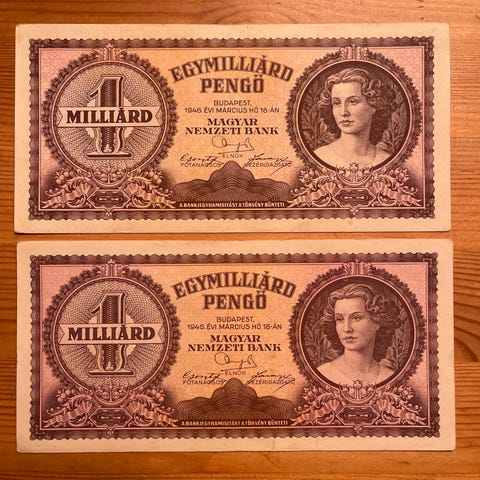 1
MILLIÁRD
EGYMILLIÁRD
PENGŐ
BUDAPEST,
1946. ÉVI MÁRCIUS HÓ 18-ÁN
MAGYAR
NEMZETI BANK
ELNÖK
FŐTANÁCSOS VEZÉRIGAZGATÓ
A BANKJEGYHAMISÍTÁST A TÖRVÉNY BÜNTETI
1
MILLIÁRD
EGYMILLIÁRD
PENGŐ
BUDAPEST,
1946. ÉVI MÁRCIUS HÓ 18-ÁN
MAGYAR
NEMZETI BANK
ELNÖK
FŐTANÁCSOS VEZÉRIGAZGATÓ
A BANKJEGYHAMISÍTÁST A TÖRVÉNY BÜNTETI